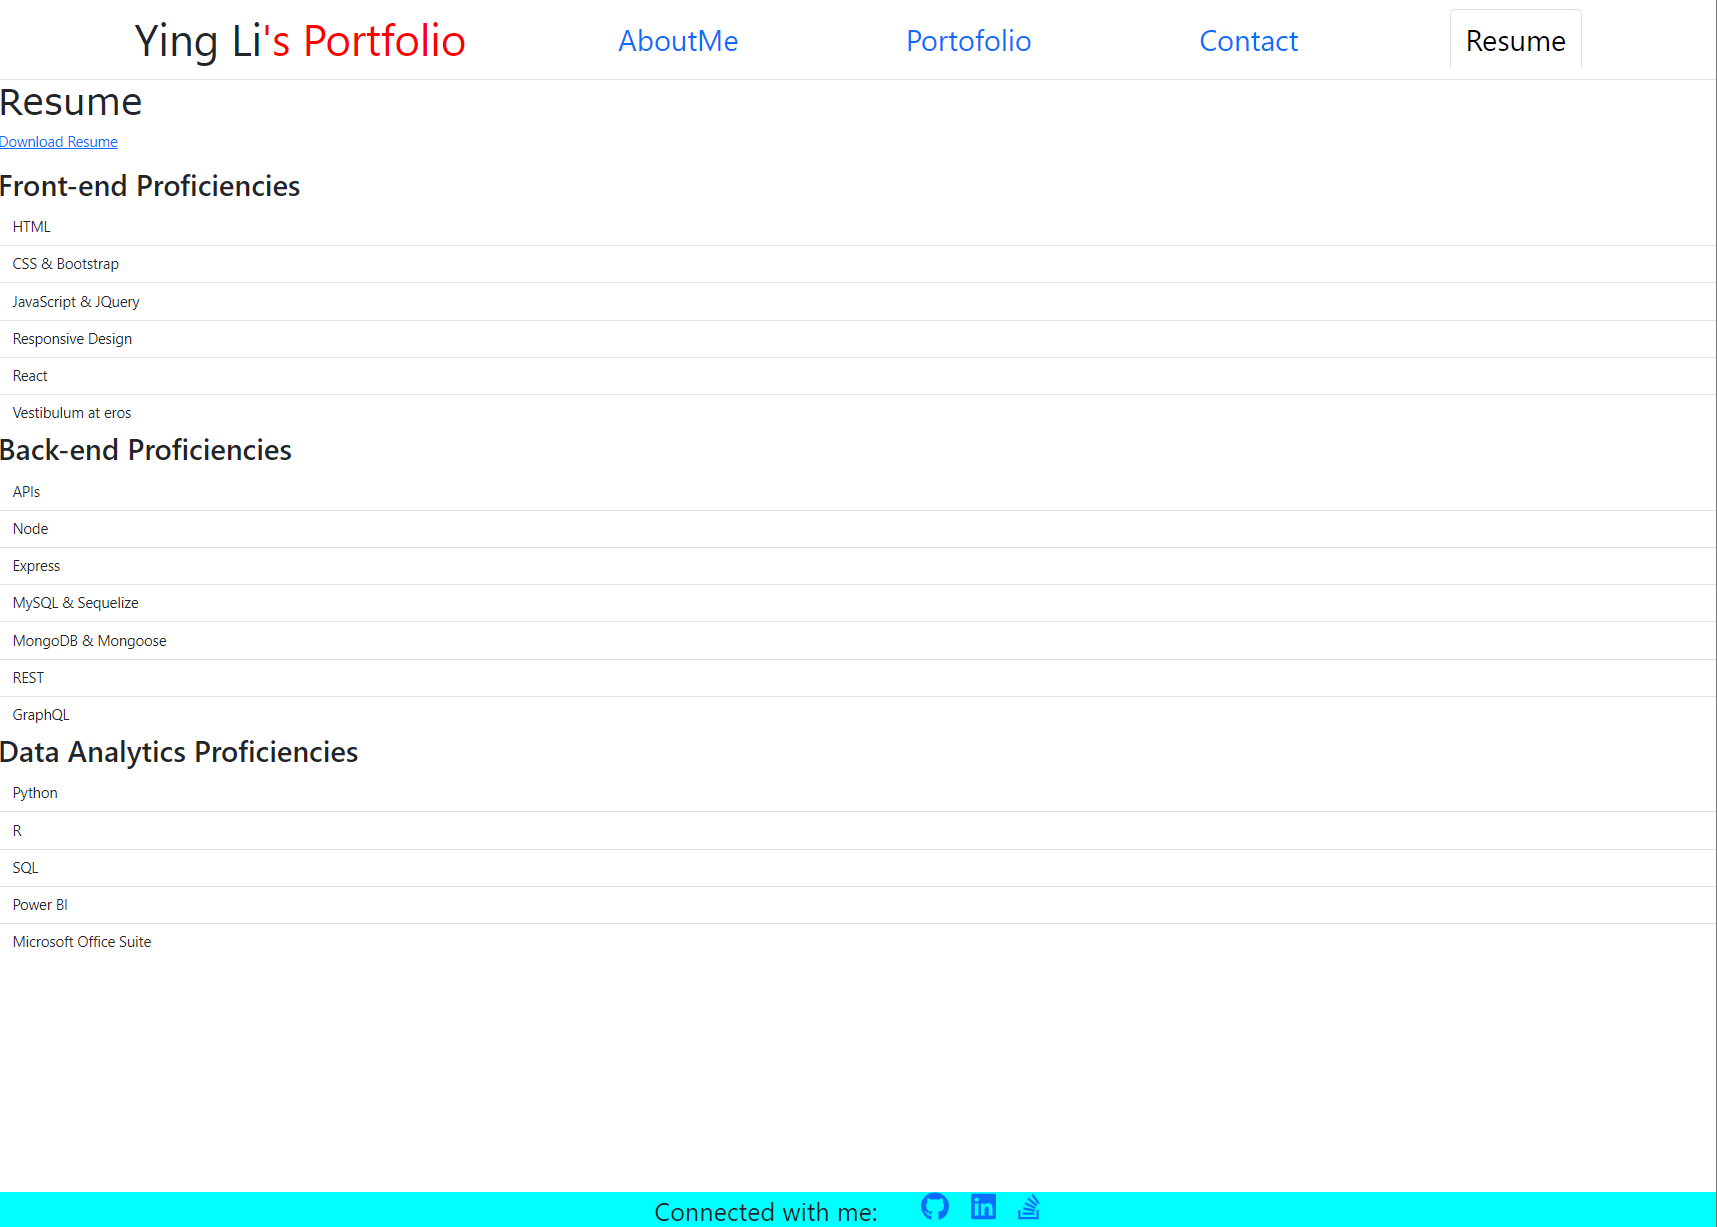 Ying Li's Portfolio AboutMe Portofolio Contact Resume
Resume
Download Resume
Front-end Proficiencies
HTML
CSS & Bootstrap
JavaScript & JQuery
Responsive Design
React
Vestibulum at eros
Back-end Proficiencies
APIs
Node
Express
MySQL & Sequelize
MongoDB & Mongoose
REST
GraphQL
Data Analytics Proficiencies
Python
R
SQL
Power BI
Microsoft Office Suite
Connected with me: